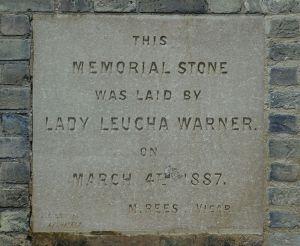 THIS
MEMORIAL STONE
WAS LAID BY
LADY LEUCHA WARNER.
ON
MARCH 4TH 1887.
M. REES. VICAR